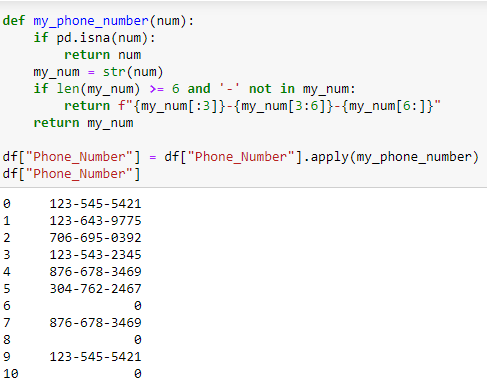 def my_phone_number(num):
    if pd.isna(num):
        return num
    my_num = str(num)
    if len(my_num) >= 6 and '-' not in my_num:
        return f"{my_num[:3]}-{my_num[3:6]}-{my_num[6:]}"
    return my_num

df["Phone_Number"] = df["Phone_Number"].apply(my_phone_number)
df["Phone_Number"]
0     123-545-5421
1     123-643-9775
2     706-695-0392
3     123-543-2345
4     876-678-3469
5     304-762-2467
6                0
7     876-678-3469
8                0
9     123-545-5421
10               0